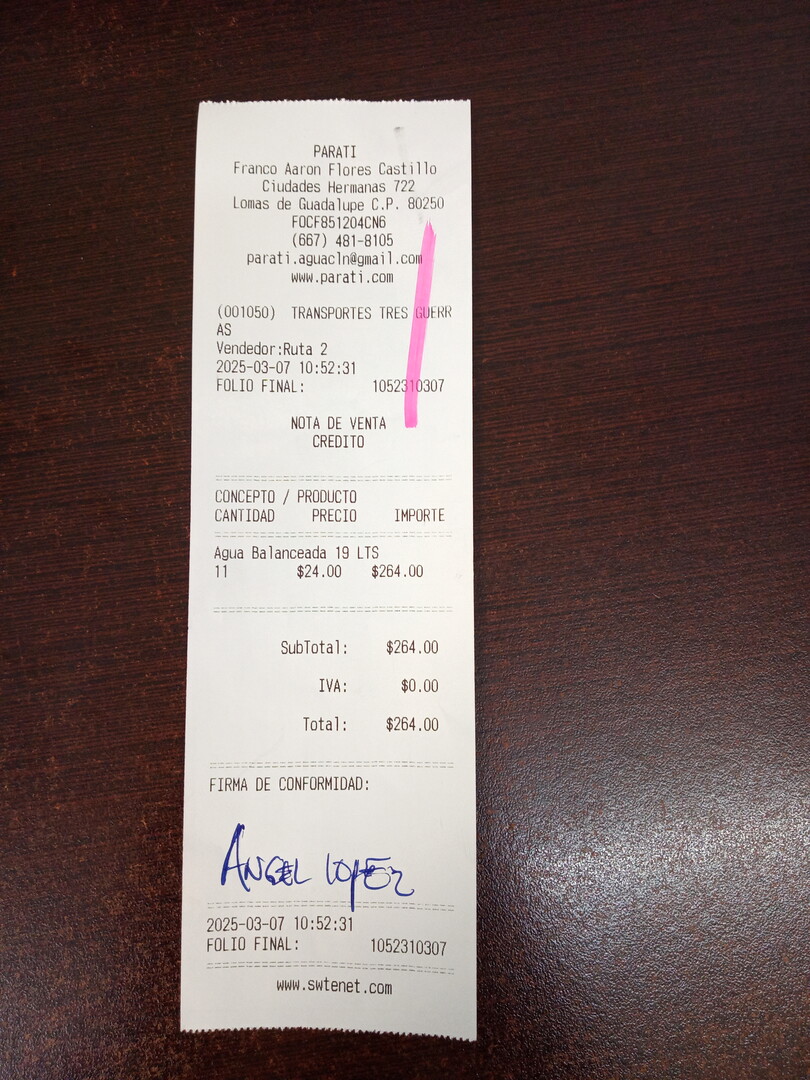 PARATI
Franco Aaron Flores Castillo
Ciudades Hermanas 722
Lomas de Guadalupe C.P. 80250
FOCF851204CN6
(667) 481-8105
parati.aguacln@gmail.com
www.parati.com
(001050) TRANSPORTES TRES GUERR
AS
Vendedor:Ruta 2
2025-03-07 10:52:31
FOLIO FINAL: 1052310307
NOTA DE VENTA
CREDITO
CONCEPTO / PRODUCTO
CANTIDAD PRECIO IMPORTE
Agua Balanceada 19 LTS
11 $24.00 $264.00
SubTotal: $264.00
IVA: $0.00
Total: $264.00
FIRMA DE CONFORMIDAD:
ANGEL LOPEZ
2025-03-07 10:52:31
FOLIO FINAL: 1052310307
www.swtenet.com